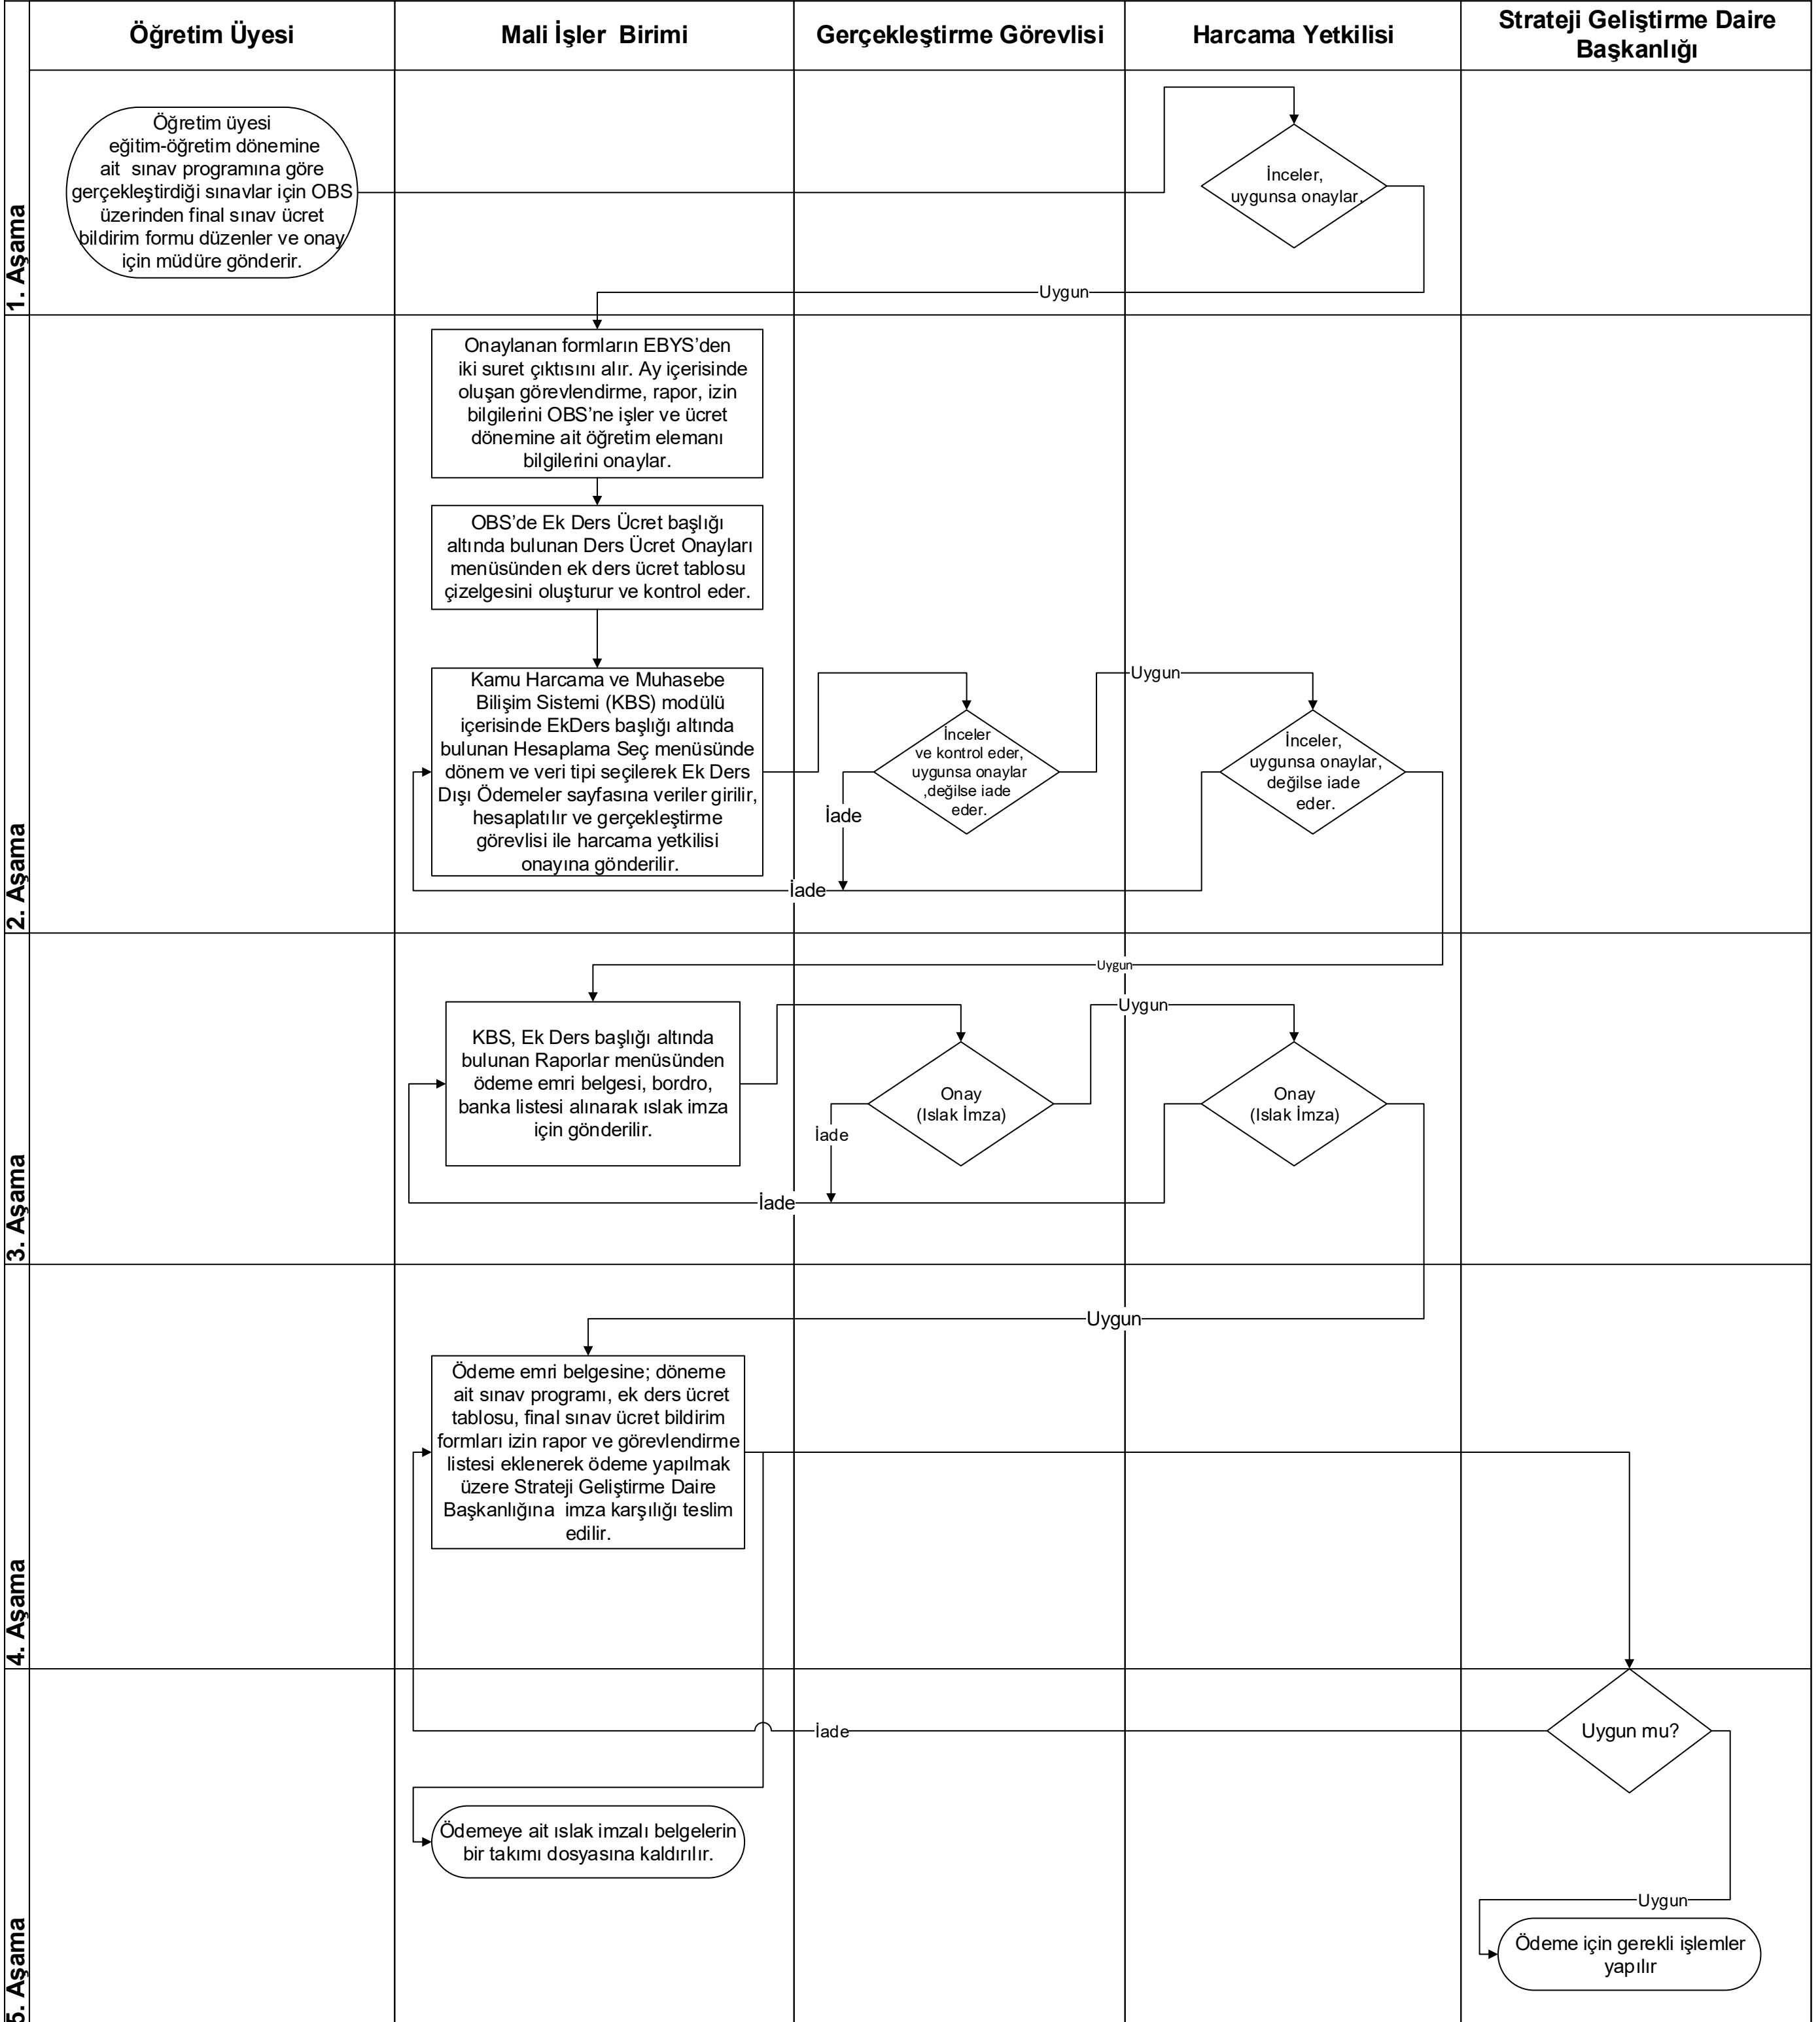 Öğretim Üyesi
Mali İşler  Birimi
Gerçekleştirme Görevlisi
Harcama Yetkilisi
Strateji Geliştirme Daire
Başkanlığı
1. Aşama
Öğretim üyesi
eğitim-öğretim dönemine
ait  sınav programına göre
gerçekleştirdiği sınavlar için OBS
üzerinden final sınav ücret
bildirim formu düzenler ve onay
için müdüre gönderir.
İnceler,
uygunsa onaylar.
Uygun
2. Aşama
Onaylanan formların EBYS’den
iki suret çıktısını alır. Ay içerisinde
oluşan görevlendirme, rapor, izin
bilgilerini OBS’ne işler ve ücret
dönemine ait öğretim elemanı
bilgilerini onaylar.
OBS’de Ek Ders Ücret başlığı
altında bulunan Ders Ücret Onayları
menüsünden ek ders ücret tablosu
çizelgesini oluşturur ve kontrol eder.
Kamu Harcama ve Muhasebe
Bilişim Sistemi (KBS) modülü
içerisinde EkDers başlığı altında
bulunan Hesaplama Seç menüsünde
dönem ve veri tipi seçilerek Ek Ders
Dışı Ödemeler sayfasına veriler girilir,
hesaplatılır ve gerçekleştirme
görevlisi ile harcama yetkilisi
onayına gönderilir.
İnceler
ve kontrol eder,
uygunsa onaylar
,değilse iade
eder.
Uygun
İnceler,
uygunsa onaylar,
değilse iade
eder.
İade
İade
3. Aşama
Uygun
KBS, Ek Ders başlığı altında
bulunan Raporlar menüsünden
ödeme emri belgesi, bordro,
banka listesi alınarak ıslak imza
için gönderilir.
Onay
(Islak İmza)
Uygun
Onay
(Islak İmza)
İade
İade
4. Aşama
Uygun
Ödeme emri belgesine; döneme
ait sınav programı, ek ders ücret
tablosu, final sınav ücret bildirim
formları izin rapor ve görevlendirme
listesi eklenerek ödeme yapılmak
üzere Strateji Geliştirme Daire
Başkanlığına  imza karşılığı teslim
edilir.
5. Aşama
Uygun mu?
İade
Ödemeye ait ıslak imzalı belgelerin
bir takımı dosyasına kaldırılır.
Uygun
Ödeme için gerekli işlemler
yapılır